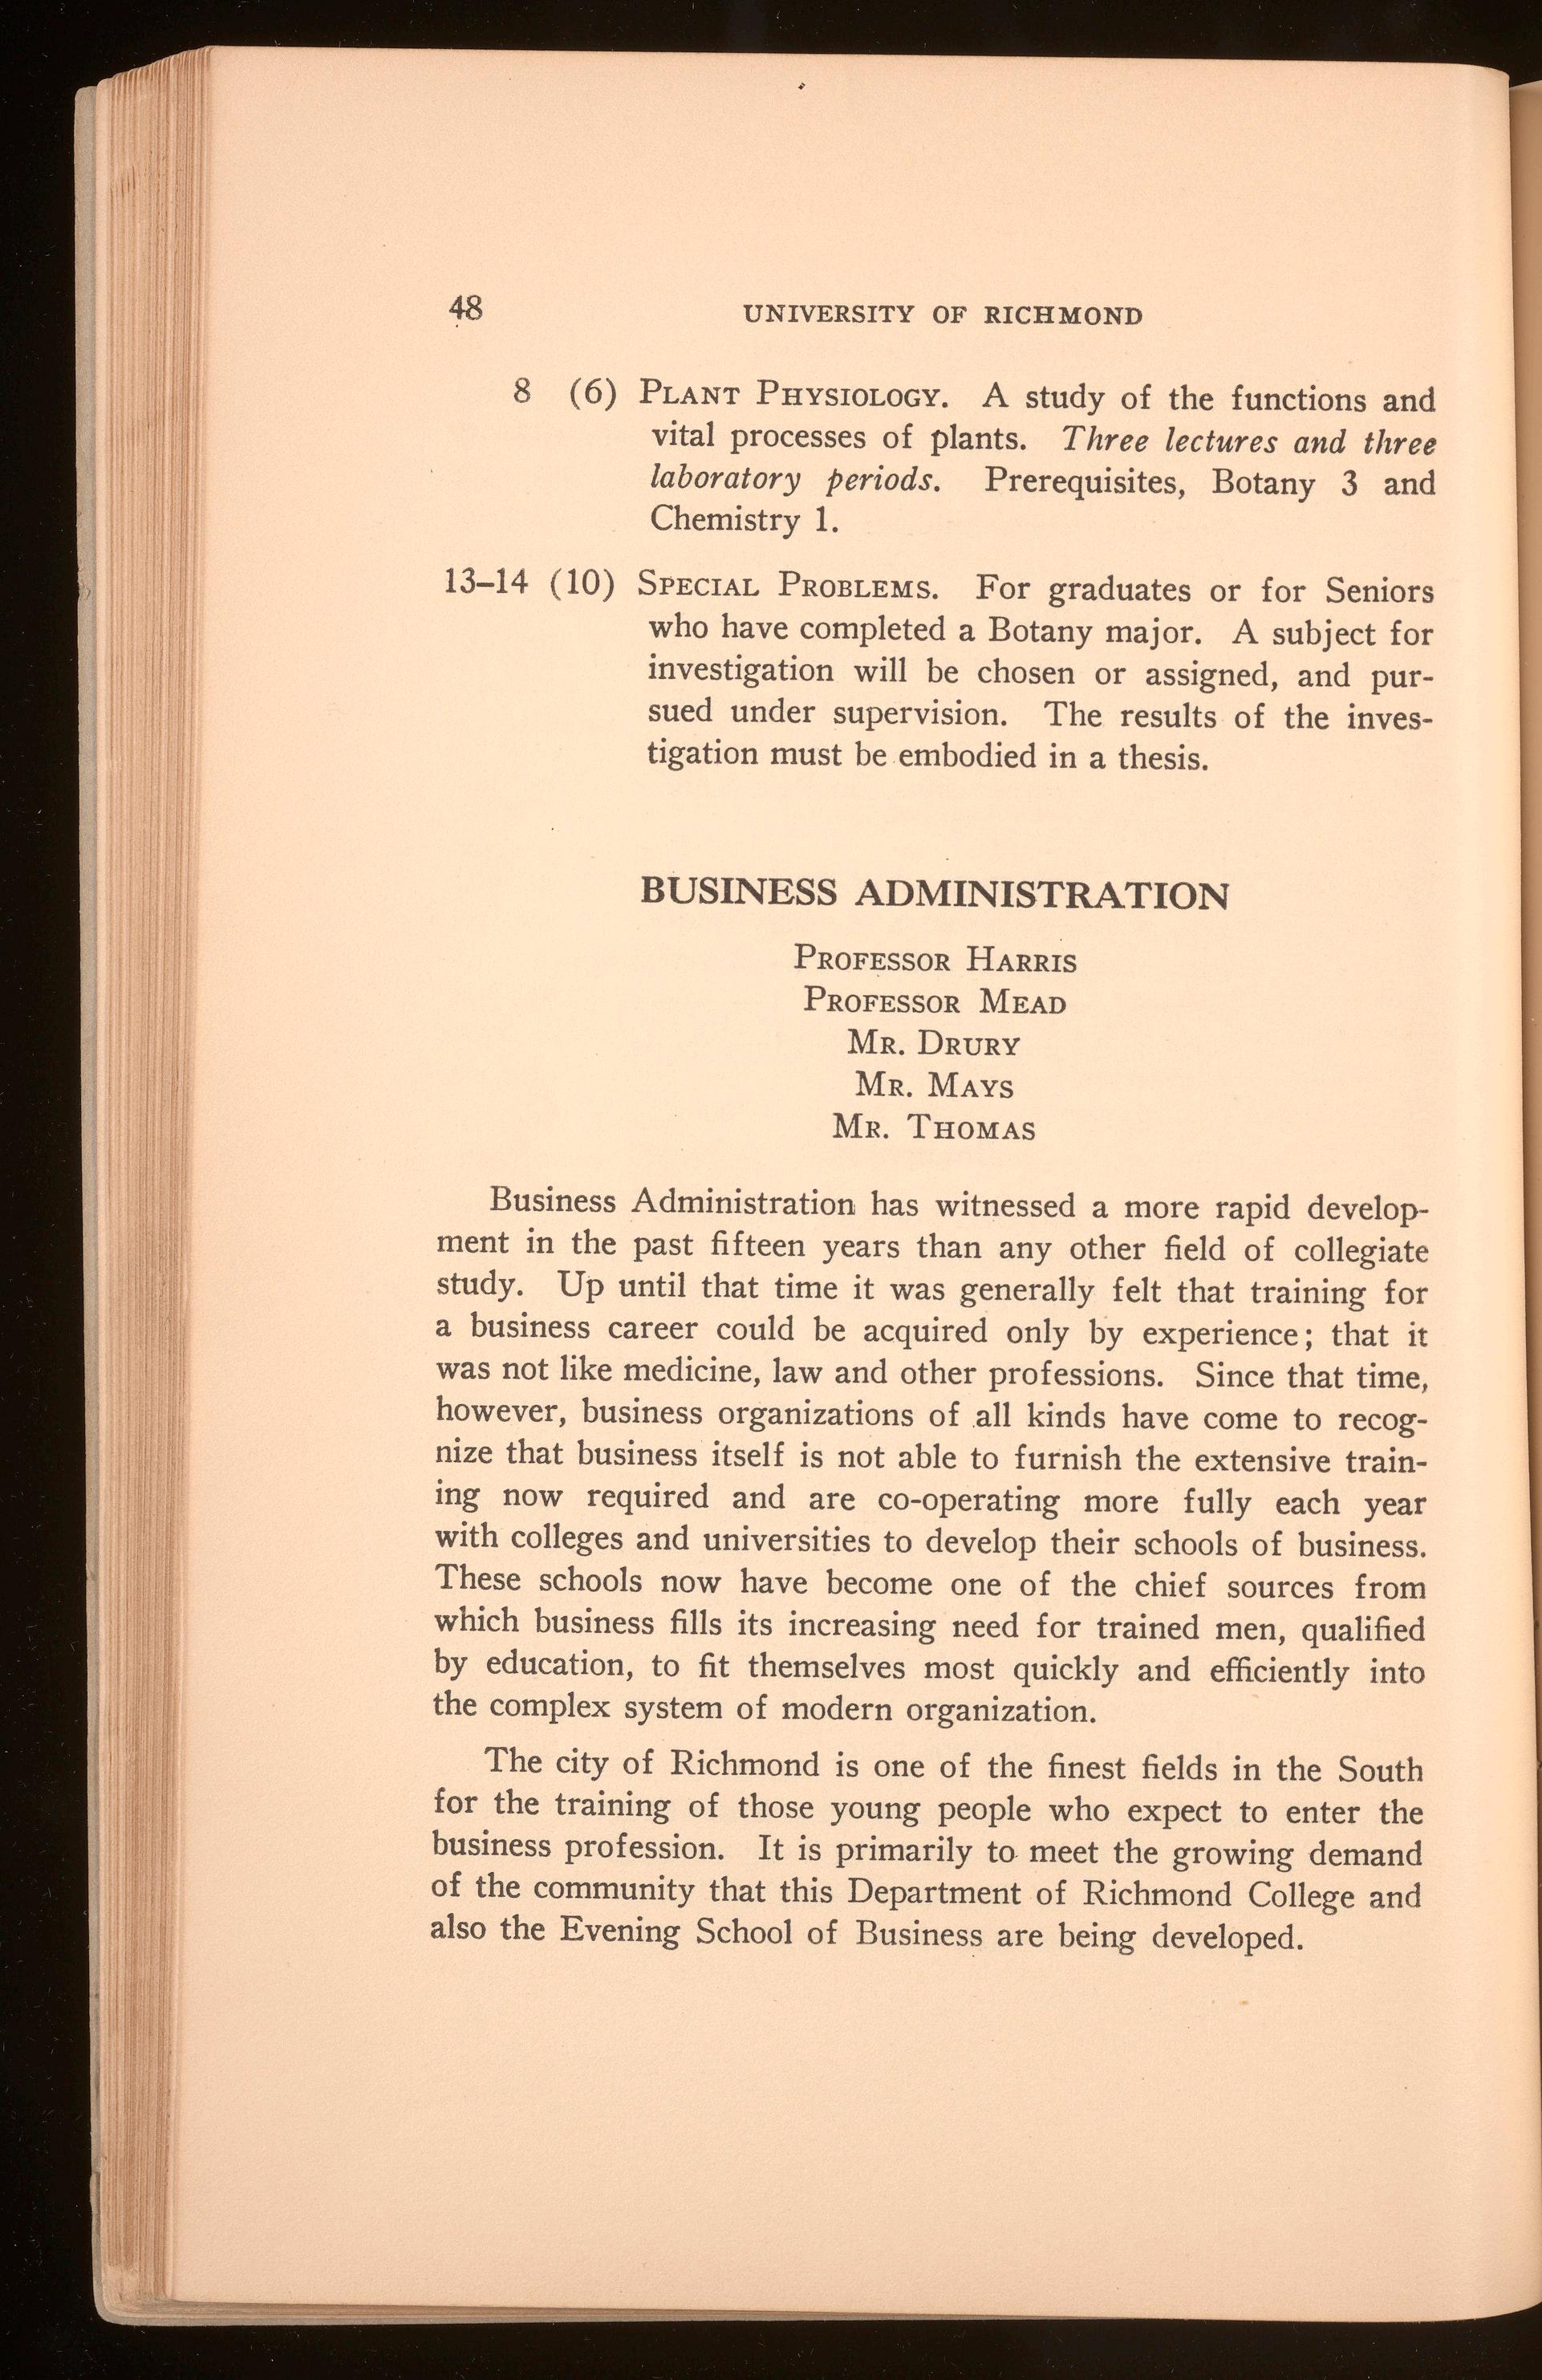 48 UNIVERSITY OF RICHMOND
8 (6) PLANT PHYSIOLOGY. A study of the functions and
vital processes of plants. Three lectures and three
laboratory periods. Prerequisites, Botany 3 and
Chemistry 1.
13–14 (10) SPECIAL PROBLEMS. For graduates or for Seniors
who have completed a Botany major. A subject for
investigation will be chosen or assigned, and pur-
sued under supervision. The results of the inves-
tigation must be embodied in a thesis.
BUSINESS ADMINISTRATION
PROFESSOR HARRIS
PROFESSOR MEAD
MR. DRURY
MR. MAYS
MR. THOMAS
Business Administration has witnessed a more rapid develop-
ment in the past fifteen years than any other field of collegiate
study. Up until that time it was generally felt that training for
a business career could be acquired only by experience; that it
was not like medicine, law and other professions. Since that time,
however, business organizations of all kinds have come to recog-
nize that business itself is not able to furnish the extensive train-
ing now required and are co-operating more fully each year
with colleges and universities to develop their schools of business.
These schools now have become one of the chief sources from
which business fills its increasing need for trained men, qualified
by education, to fit themselves most quickly and efficiently into
the complex system of modern organization.
The city of Richmond is one of the finest fields in the South
for the training of those young people who expect to enter the
business profession. It is primarily to meet the growing demand
of the community that this Department of Richmond College and
also the Evening School of Business are being developed.